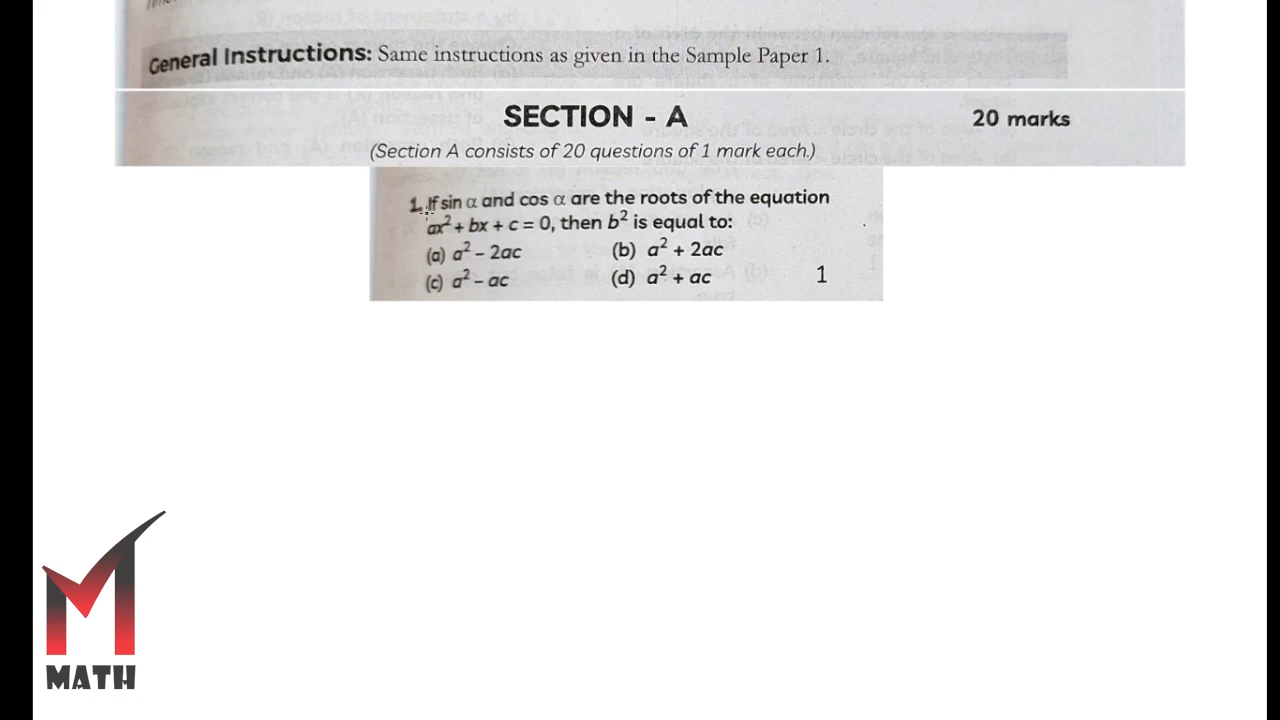 General Instructions: Same instructions as given in the Sample Paper 1.
SECTION - A 20 marks
(Section A consists of 20 questions of 1 mark each.)
1. If sin α and cos α are the roots of the equation
ax² + bx + c = 0, then b² is equal to:
(a) a² – 2ac (b) a² + 2ac
(c) a² – ac (d) a² + ac 1
MATH